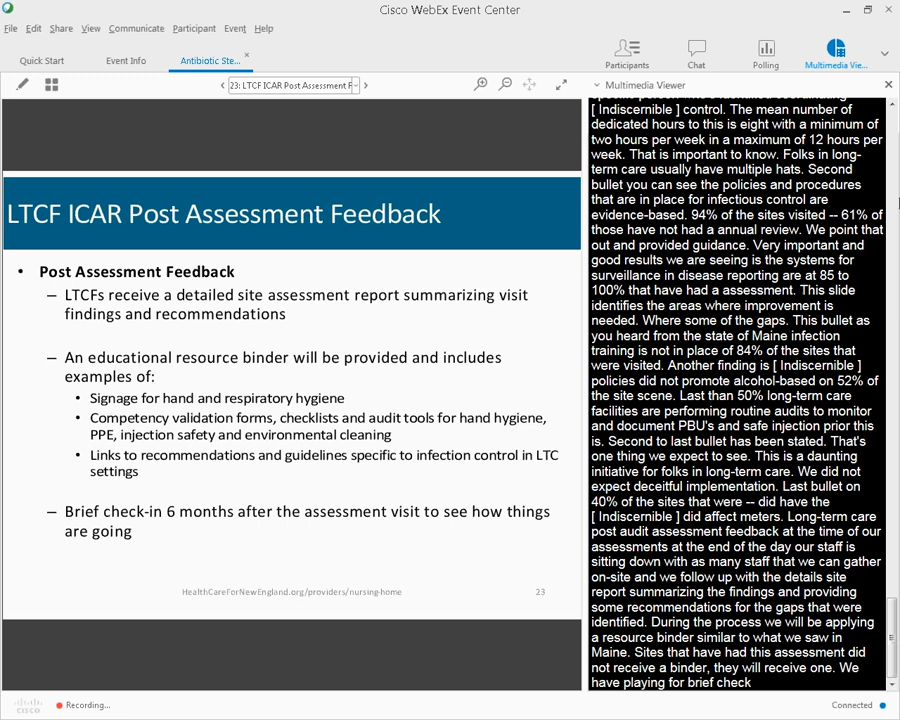 Cisco WebEx Event Center
File Edit Share View Communicate Participant Event Help
Quick Start Event Info Antibiotic Ste...
Participants Chat Polling Multimedia Vie...
23: LTCF ICAR Post Assessment F
Multimedia Viewer
LTCF ICAR Post Assessment Feedback
• Post Assessment Feedback
– LTCFs receive a detailed site assessment report summarizing visit
findings and recommendations
– An educational resource binder will be provided and includes
examples of:
• Signage for hand and respiratory hygiene
• Competency validation forms, checklists and audit tools for hand hygiene,
PPE, injection safety and environmental cleaning
• Links to recommendations and guidelines specific to infection control in LTC
settings
– Brief check-in 6 months after the assessment visit to see how things
are going
HealthCareForNewEngland.org/providers/nursing-home 23
[ Indiscernible ] control. The mean number of
dedicated hours to this is eight with a minimum of
two hours per week in a maximum of 12 hours per
week. That is important to know. Folks in long-
term care usually have multiple hats. Second
bullet you can see the policies and procedures
that are in place for infectious control are
evidence-based. 94% of the sites visited -- 61% of
those have not had a annual review. We point that
out and provided guidance. Very important and
good results we are seeing is the systems for
surveillance in disease reporting are at 85 to
100% that have had a assessment. This slide
identifies the areas where improvement is
needed. Where some of the gaps. This bullet as
you heard from the state of Maine infection
training is not in place of 84% of the sites that
were visited. Another finding is [ Indiscernible ]
policies did not promote alcohol-based on 52% of
the site scene. Last than 50% long-term care
facilities are performing routine audits to monitor
and document PBU's and safe injection prior this
is. Second to last bullet has been stated. That's
one thing we expect to see. This is a daunting
initiative for folks in long-term care. We did not
expect deceitful implementation. Last bullet on
40% of the sites that were -- did have the
[ Indiscernible ] did affect meters. Long-term care
post audit assessment feedback at the time of our
assessments at the end of the day our staff is
sitting down with as many staff that we can gather
on-site and we follow up with the details site
report summarizing the findings and providing
some recommendations for the gaps that were
identified. During the process we will be applying
a resource binder similar to what we saw in
Maine. Sites that have had this assessment did
not receive a binder, they will receive one. We
have playing for brief check
cisco Recording... Connected